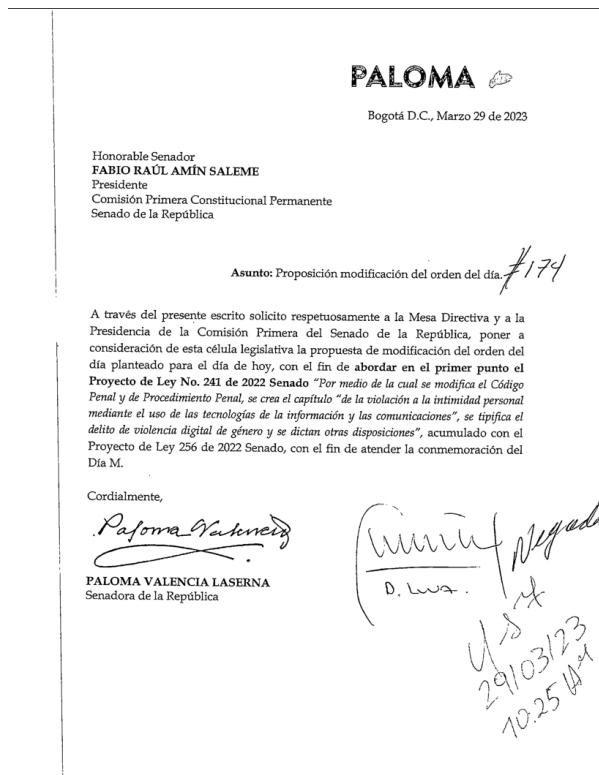 PALOMA
Bogotá D.C., Marzo 29 de 2023
Honorable Senador
FABIO RAÚL AMÍN SALEME
Presidente
Comisión Primera Constitucional Permanente
Senado de la República
Asunto: Proposición modificación del orden del día. #174
A través del presente escrito solicito respetuosamente a la Mesa Directiva y a la
Presidencia de la Comisión Primera del Senado de la República, poner a
consideración de esta célula legislativa la propuesta de modificación del orden del
día planteado para el día de hoy, con el fin de abordar en el primer punto el
Proyecto de Ley No. 241 de 2022 Senado “Por medio de la cual se modifica el Código
Penal y de Procedimiento Penal, se crea el capítulo “de la violación a la intimidad personal
mediante el uso de las tecnologías de la información y las comunicaciones”, se tipifica el
delito de violencia digital de género y se dictan otras disposiciones”, acumulado con el
Proyecto de Ley 256 de 2022 Senado, con el fin de atender la conmemoración del
Día M.
Cordialmente,
Paloma Valencia
PALOMA VALENCIA LASERNA
Senadora de la República
Negada
D. Luna.
29/03/23
10:25 AM